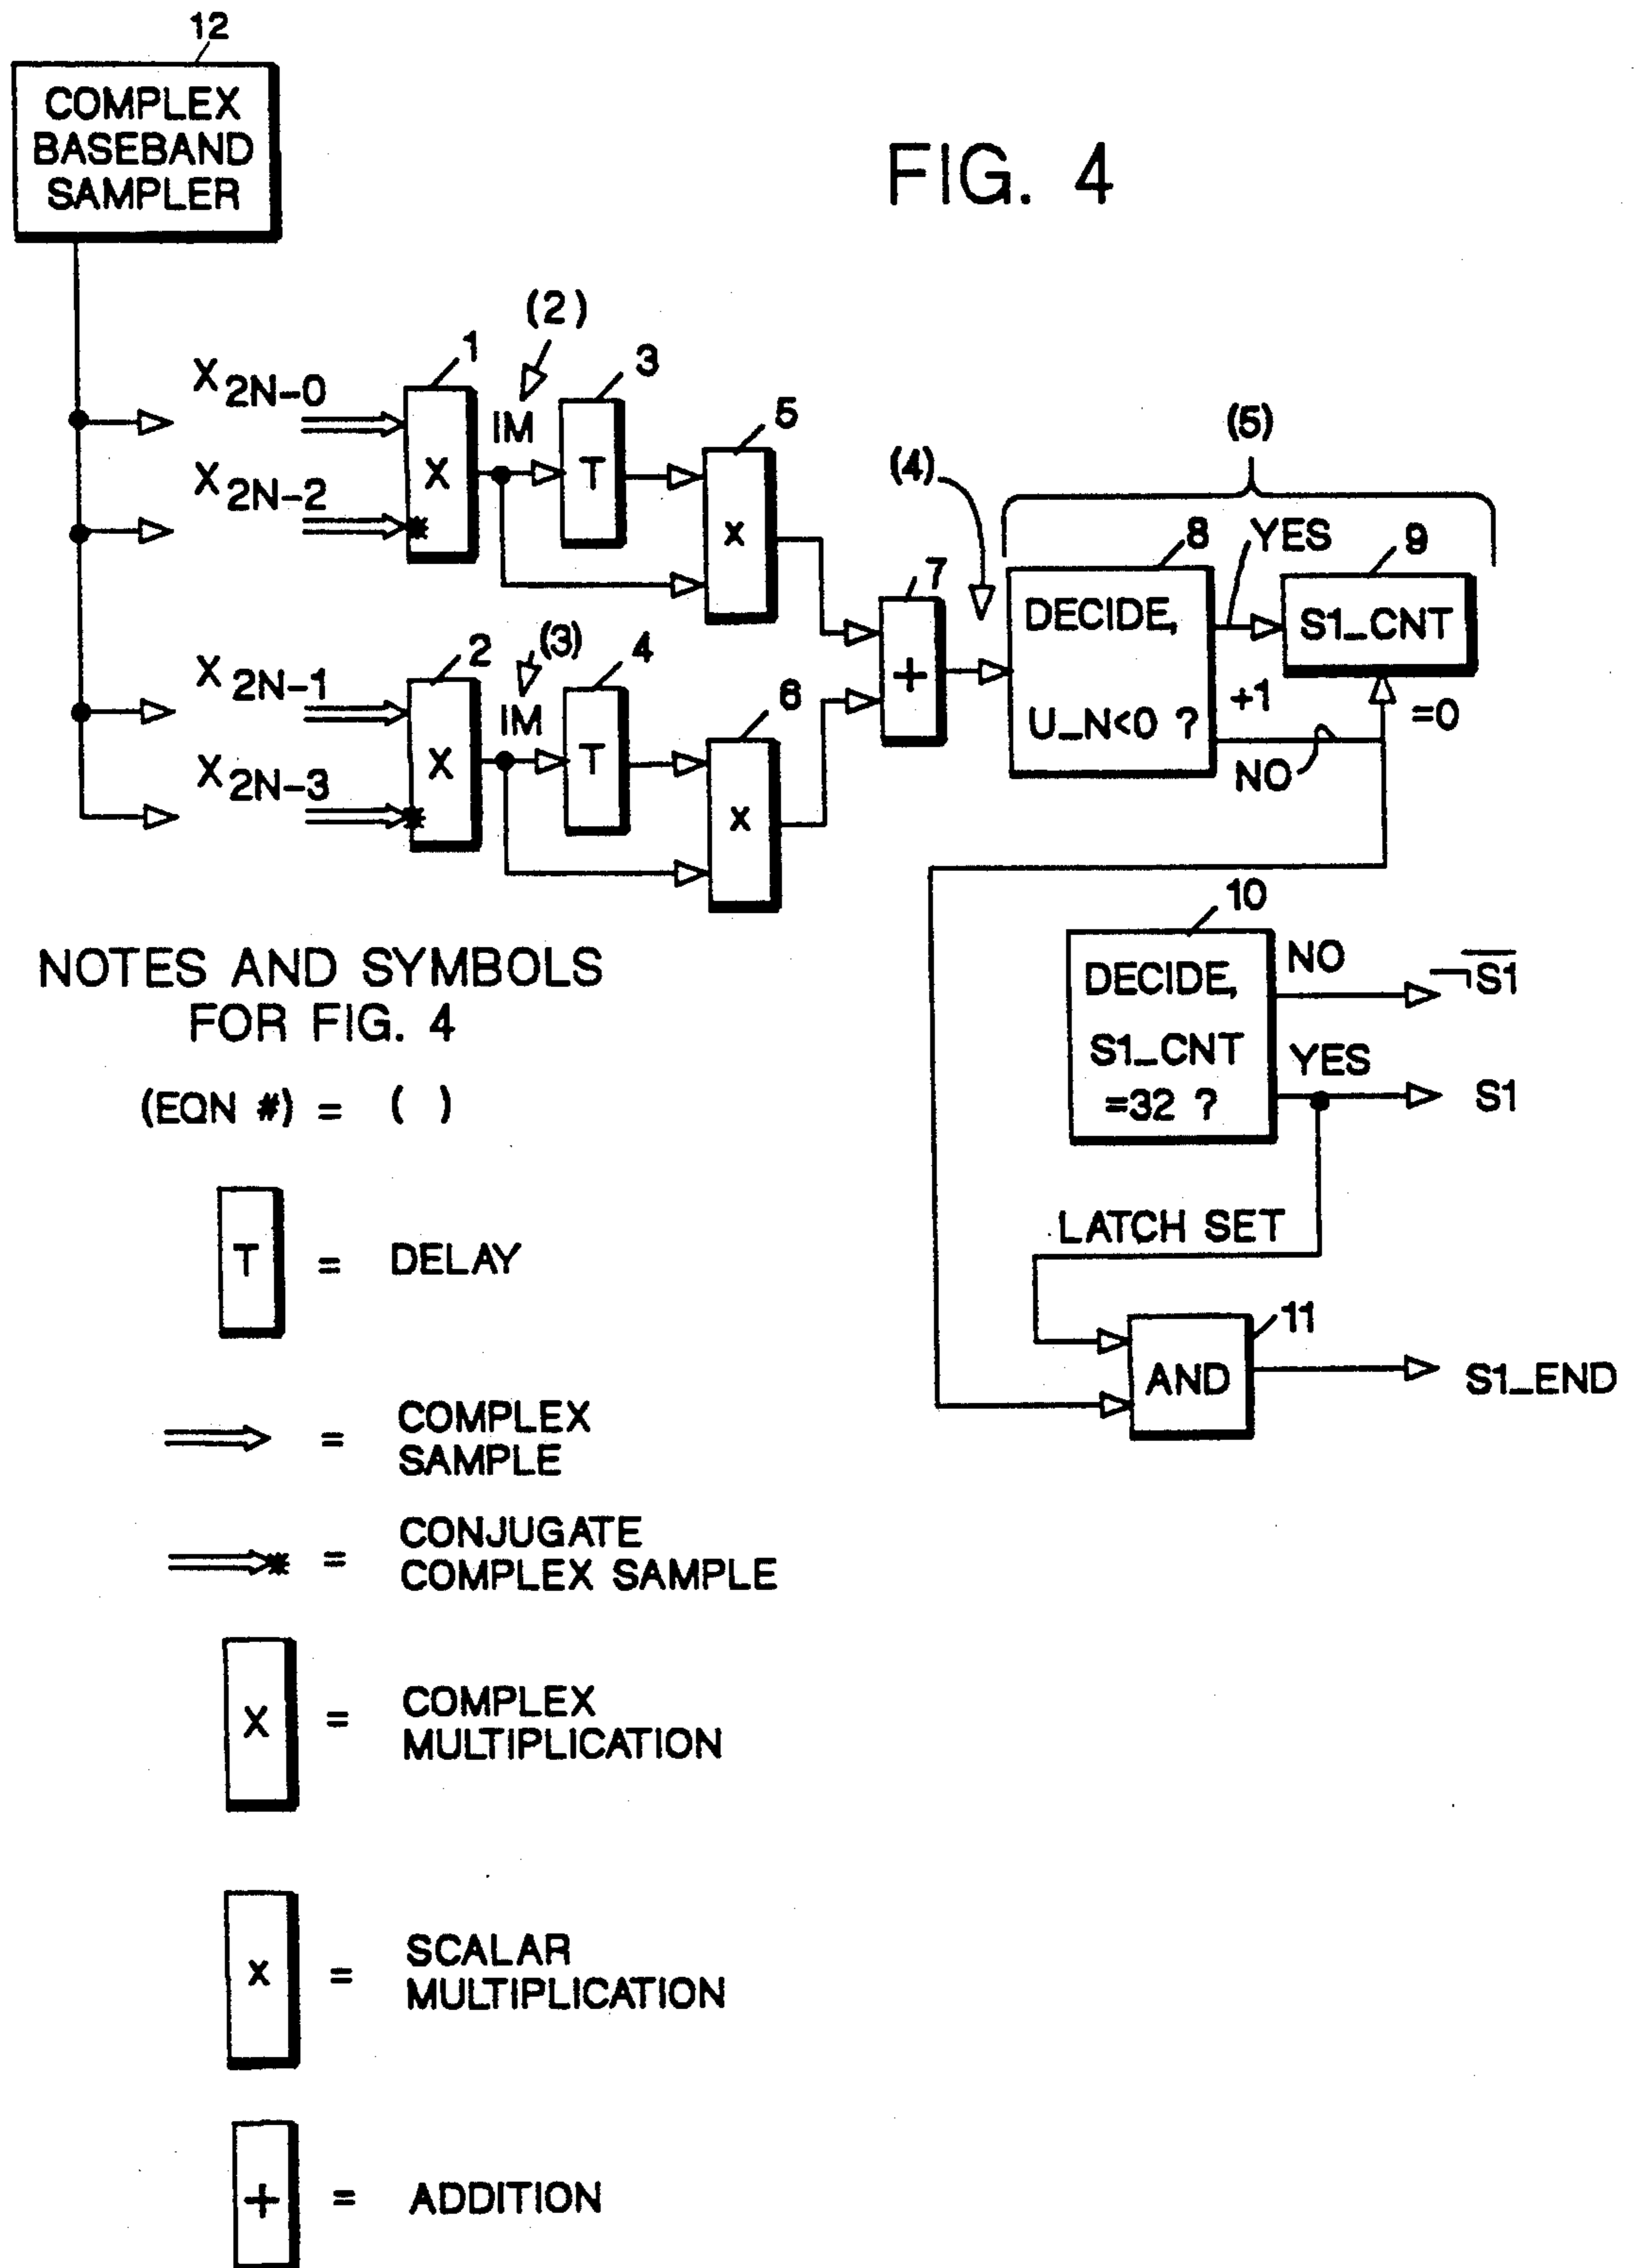 12
COMPLEX
BASEBAND
SAMPLER
FIG. 4
(2)
1
3
X2N-0
IM
5
X
T
X2N-2
*
x
(4)
(5)
8
YES
9
7
DECIDE,
S1_CNT
+
U_N<0 ?
+1
=0
NO
(3)
2
4
X2N-1
IM
6
X
T
X2N-3
*
x
10
DECIDE,
S1_CNT
=32 ?
NO
¬S1
YES
S1
LATCH SET
11
AND
S1_END
NOTES AND SYMBOLS
FOR FIG. 4
(EQN #) = ( )
T = DELAY
= COMPLEX
SAMPLE
* = CONJUGATE
COMPLEX SAMPLE
X = COMPLEX
MULTIPLICATION
x = SCALAR
MULTIPLICATION
+ = ADDITION